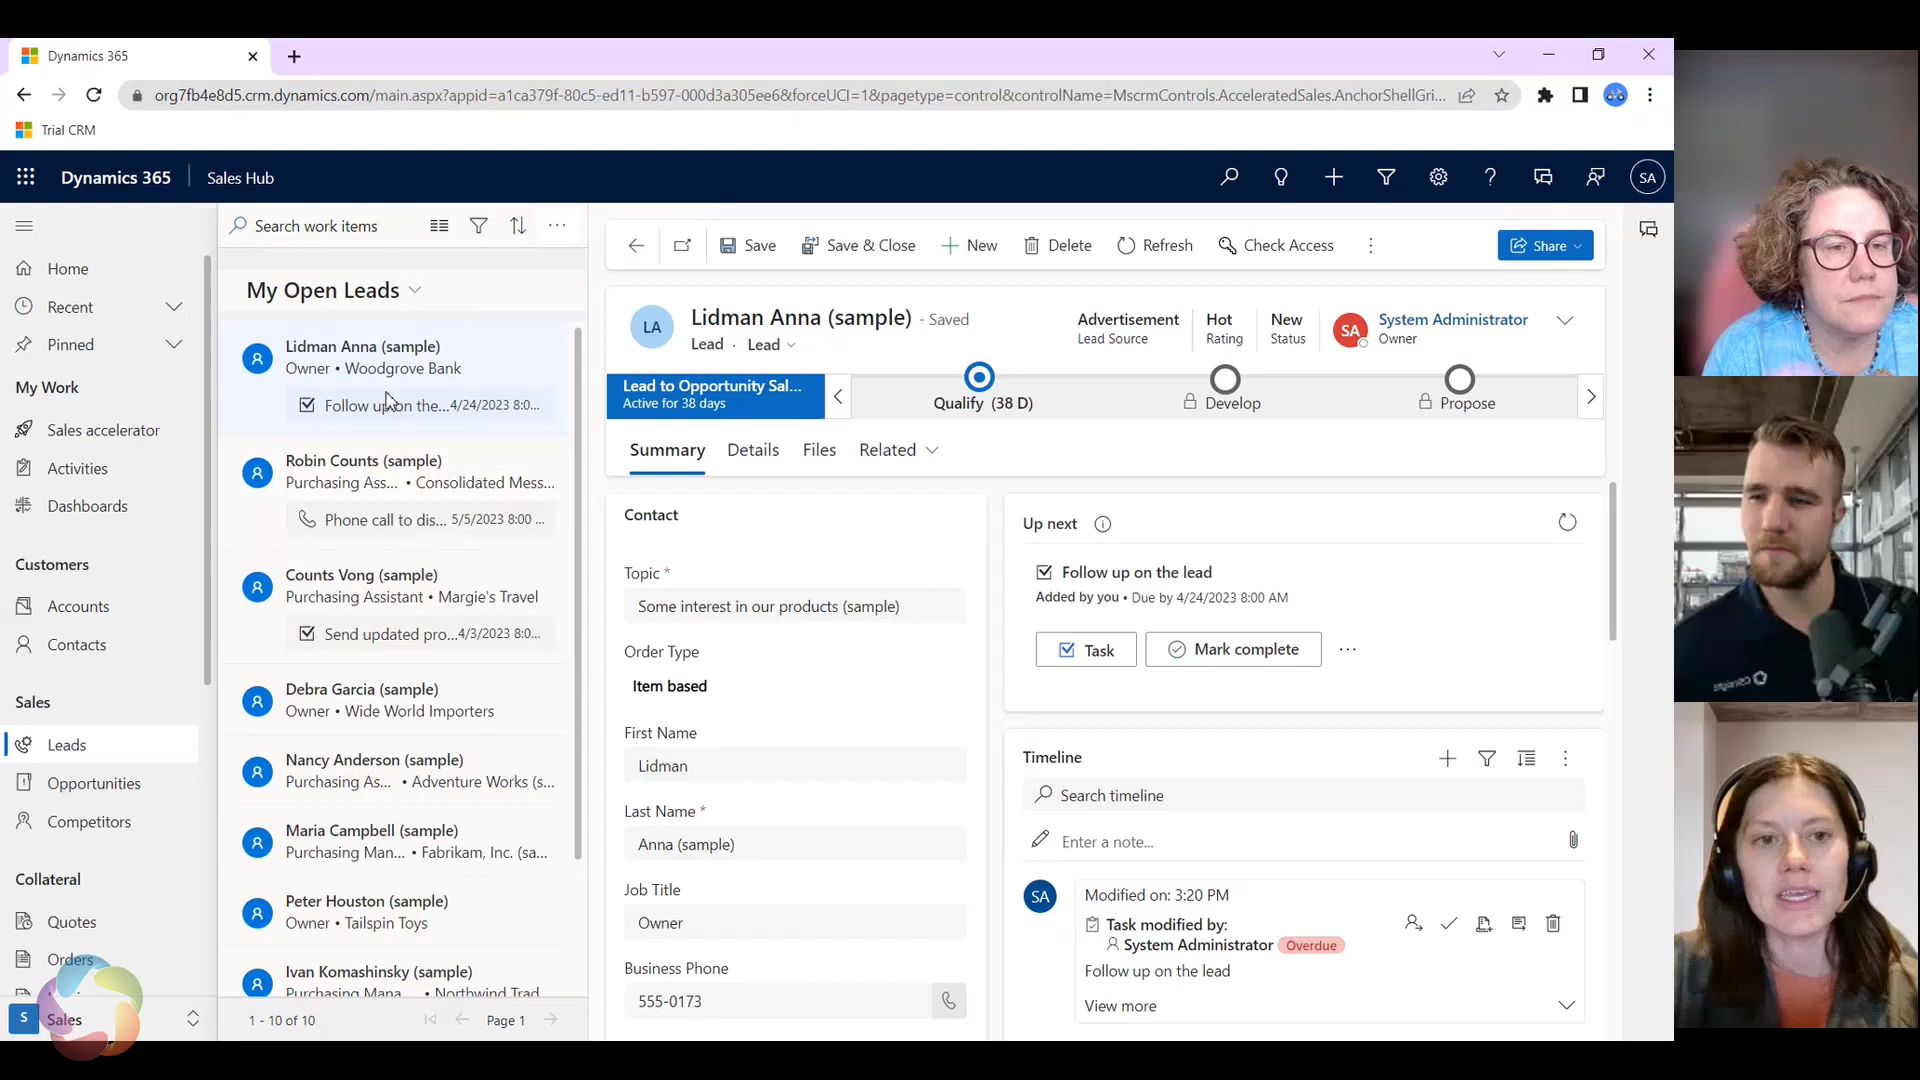 Dynamics 365
org7fb4e8d5.crm.dynamics.com/main.aspx?appid=a1ca379f-80c5-ed11-b597-000d3a305ee6&forceUCI=1&pagetype=control&controlName=MscrmControls.AcceleratedSales.AnchorShellGri...
Trial CRM
Dynamics 365 Sales Hub
SA
Home
Recent
Pinned
My Work
Sales accelerator
Activities
Dashboards
Customers
Accounts
Contacts
Sales
Leads
Opportunities
Competitors
Collateral
Quotes
Orders
S Sales
Search work items
My Open Leads
Lidman Anna (sample)
Owner • Woodgrove Bank
Follow up on the...4/24/2023 8:0...
Robin Counts (sample)
Purchasing Ass... • Consolidated Mess...
Phone call to dis... 5/5/2023 8:00 ...
Counts Vong (sample)
Purchasing Assistant • Margie's Travel
Send updated pro...4/3/2023 8:0...
Debra Garcia (sample)
Owner • Wide World Importers
Nancy Anderson (sample)
Purchasing As... • Adventure Works (s...
Maria Campbell (sample)
Purchasing Man... • Fabrikam, Inc. (sa...
Peter Houston (sample)
Owner • Tailspin Toys
Ivan Komashinsky (sample)
Purchasing Mana... • Northwind Trad
1 - 10 of 10 Page 1
Save Save & Close New Delete Refresh Check Access Share
LA Lidman Anna (sample) - Saved
Lead · Lead
Advertisement
Lead Source
Hot
Rating
New
Status
SA System Administrator
Owner
Lead to Opportunity Sal...
Active for 38 days
Qualify (38 D) Develop Propose
Summary Details Files Related
Contact
Topic *
Some interest in our products (sample)
Order Type
Item based
First Name
Lidman
Last Name *
Anna (sample)
Job Title
Owner
Business Phone
555-0173
Up next
Follow up on the lead
Added by you • Due by 4/24/2023 8:00 AM
Task Mark complete
Timeline
Search timeline
Enter a note...
SA Modified on: 3:20 PM
Task modified by:
System Administrator Overdue
Follow up on the lead
View more